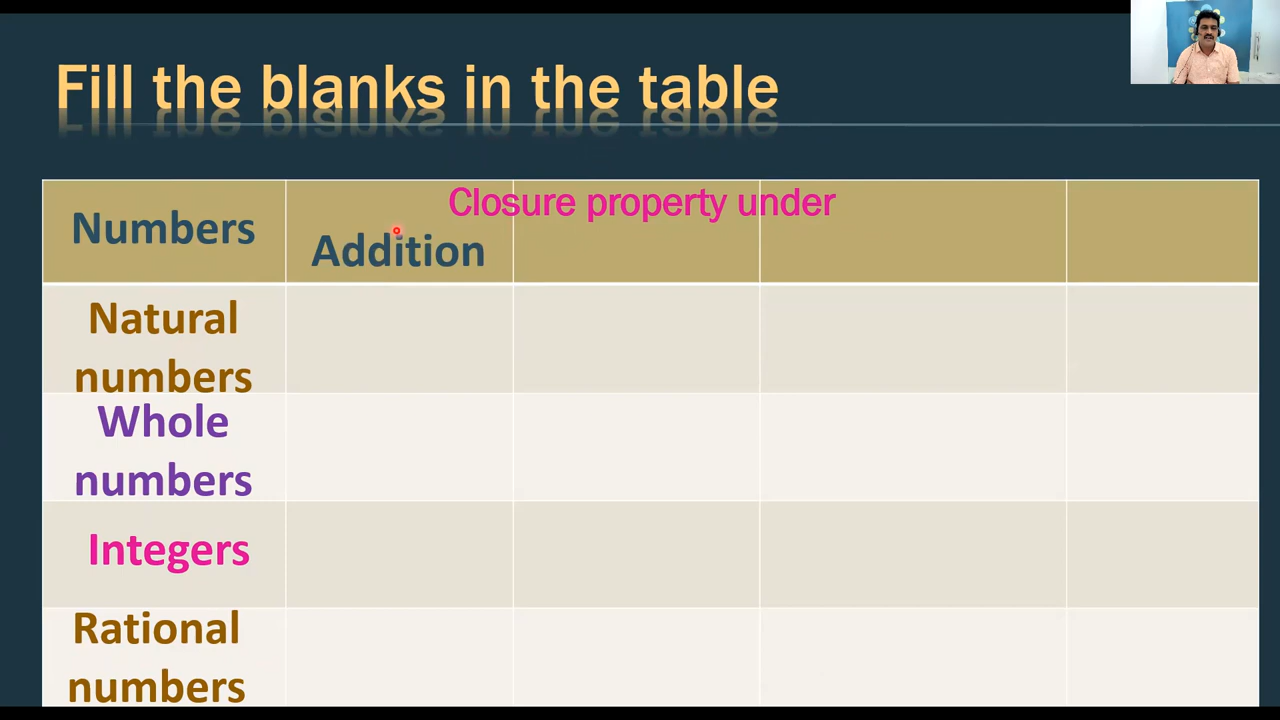 Fill the blanks in the table
Closure property under
Numbers
Addition
Natural
numbers
Whole
numbers
Integers
Rational
numbers